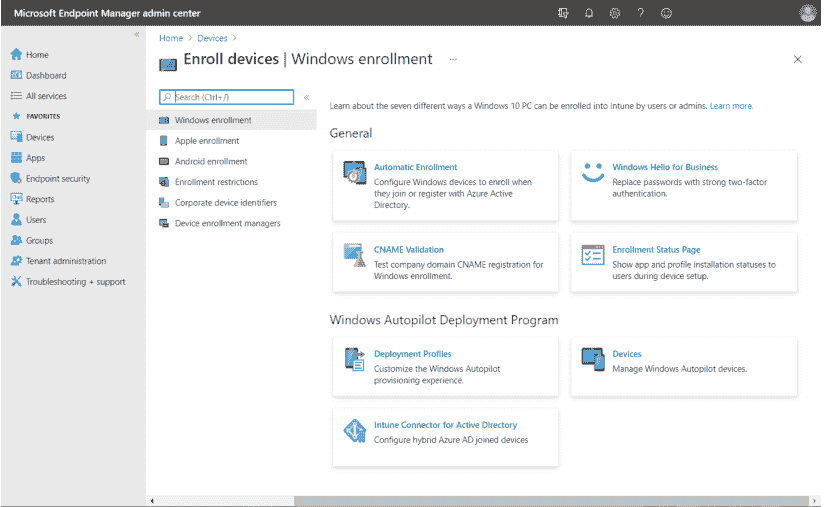 Microsoft Endpoint Manager admin center
Home
Dashboard
All services
FAVORITES
Devices
Apps
Endpoint security
Reports
Users
Groups
Tenant administration
Troubleshooting + support
Home > Devices >
Enroll devices | Windows enrollment ...
Search (Ctrl+/)
Windows enrollment
Apple enrollment
Android enrollment
Enrollment restrictions
Corporate device identifiers
Device enrollment managers
Learn about the seven different ways a Windows 10 PC can be enrolled into Intune by users or admins. Learn more.
General
Automatic Enrollment
Configure Windows devices to enroll when
they join or register with Azure Active
Directory.
Windows Hello for Business
Replace passwords with strong two-factor
authentication.
CNAME Validation
Test company domain CNAME registration for
Windows enrollment.
Enrollment Status Page
Show app and profile installation statuses to
users during device setup.
Windows Autopilot Deployment Program
Deployment Profiles
Customize the Windows Autopilot
provisioning experience.
Devices
Manage Windows Autopilot devices.
Intune Connector for Active Directory
Configure hybrid Azure AD joined devices